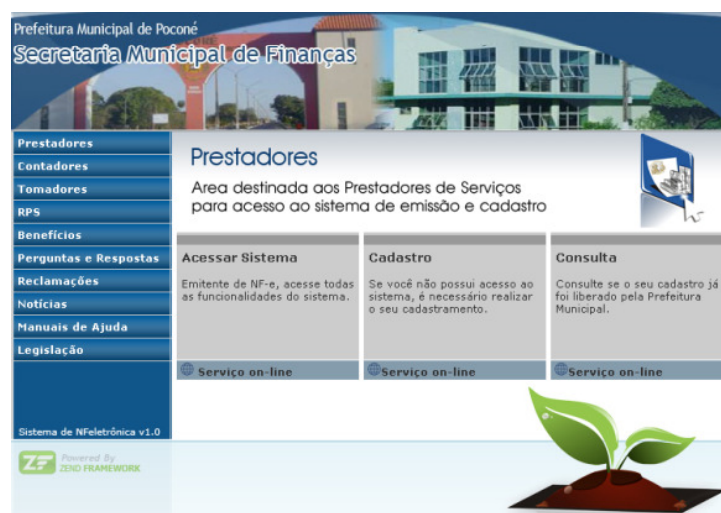 Prefeitura Municipal de Poconé
Secretaria Municipal de Finanças
Prestadores
Contadores
Tomadores
RPS
Benefícios
Perguntas e Respostas
Reclamações
Notícias
Manuais de Ajuda
Legislação
Sistema de NFeletrônica v1.0
Prestadores
Area destinada aos Prestadores de Serviços
para acesso ao sistema de emissão e cadastro
Acessar Sistema
Emitente de NF-e, acesse todas
as funcionalidades do sistema.
Serviço on-line
Cadastro
Se você não possui acesso ao
sistema, é necessário realizar
o seu cadastramento.
Serviço on-line
Consulta
Consulte se o seu cadastro já
foi liberado pela Prefeitura
Municipal.
Serviço on-line
ZF
Powered By
ZEND FRAMEWORK